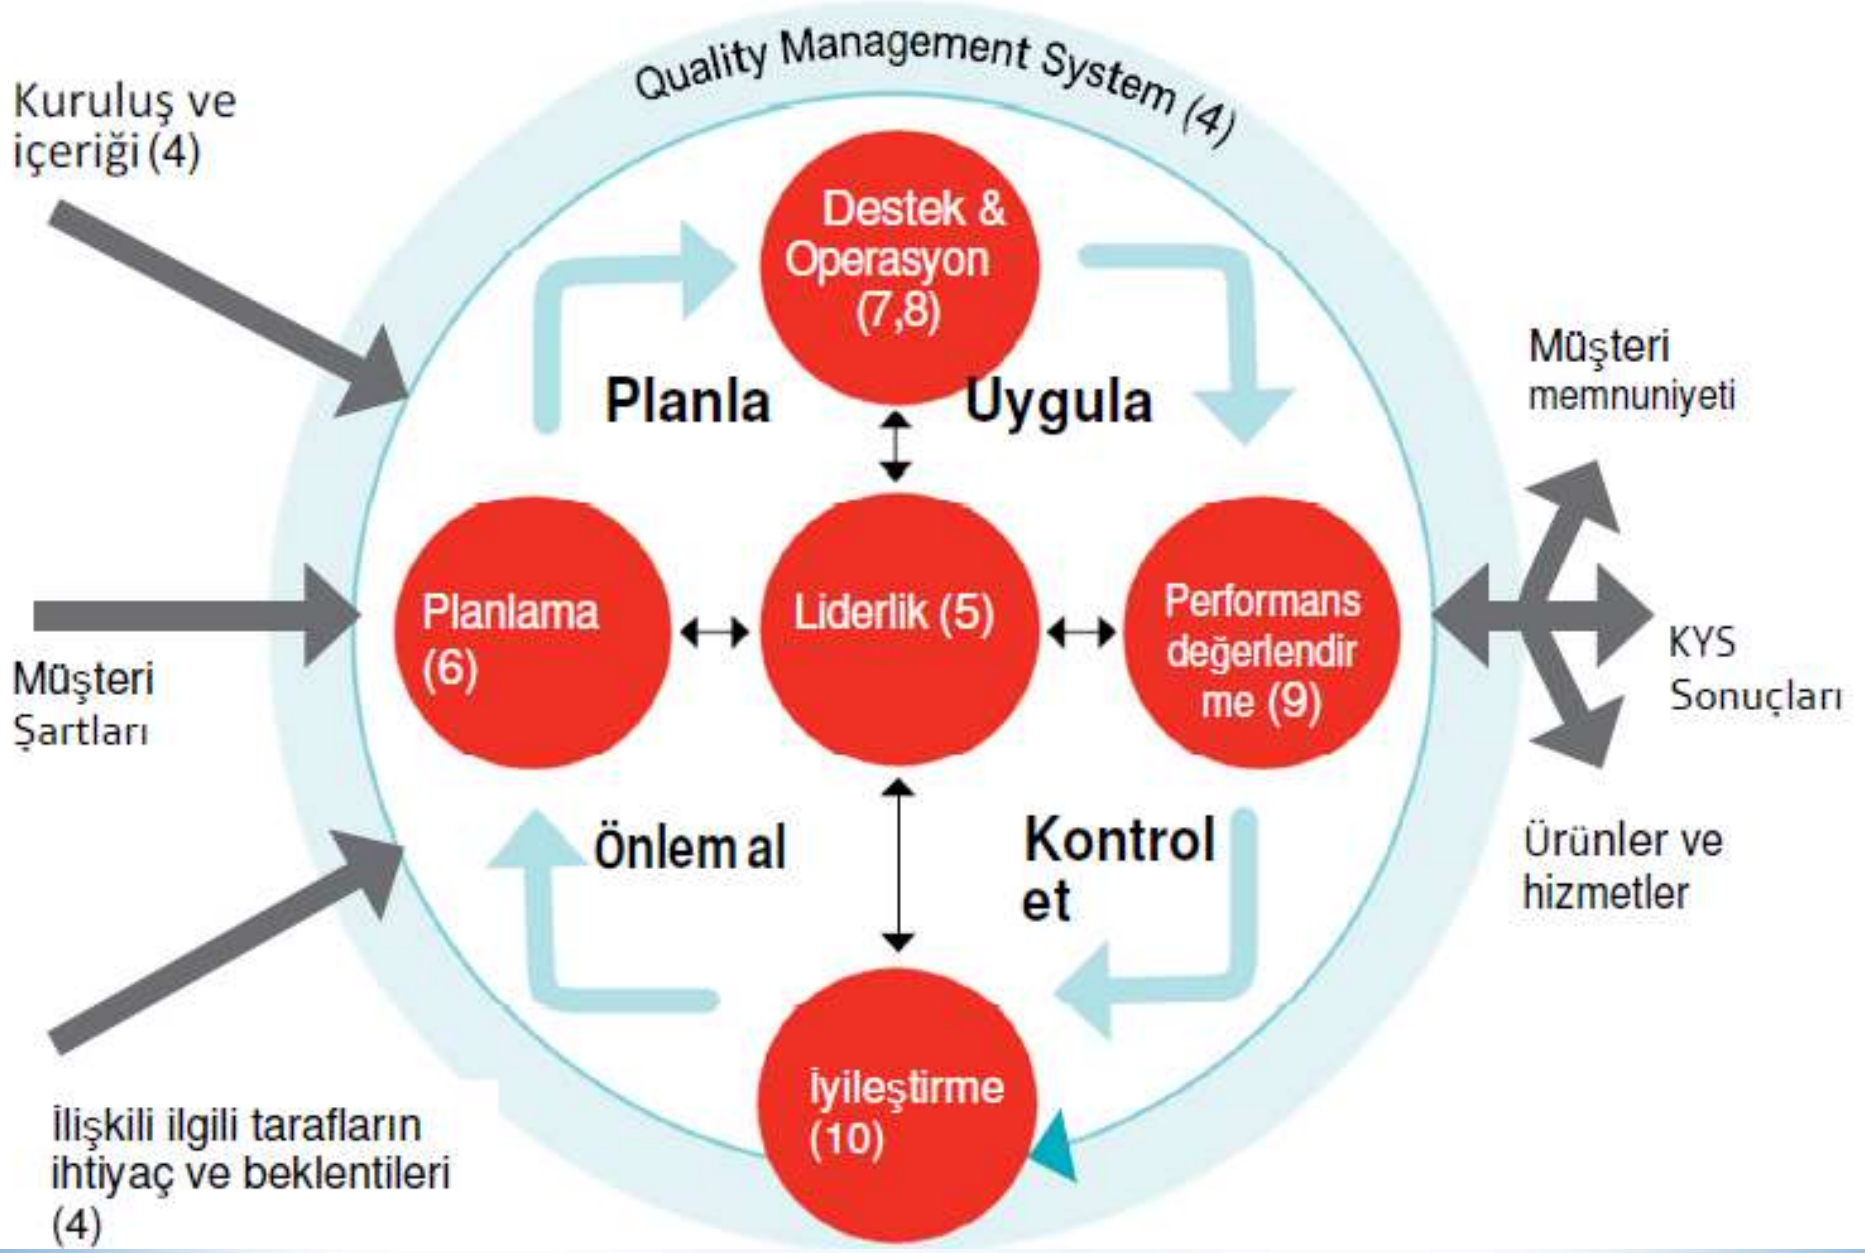 Quality Management System (4)
Kuruluş ve
içeriği (4)
Destek &
Operasyon
(7,8)
Planla
Uygula
Müşteri
memnuniyeti
Planlama
(6)
Liderlik (5)
Performans
değerlendir
me (9)
Müşteri
Şartları
KYS
Sonuçları
Önlem al
Kontrol
et
Ürünler ve
hizmetler
İyileştirme
(10)
İlişkili ilgili tarafların
ihtiyaç ve beklentileri
(4)